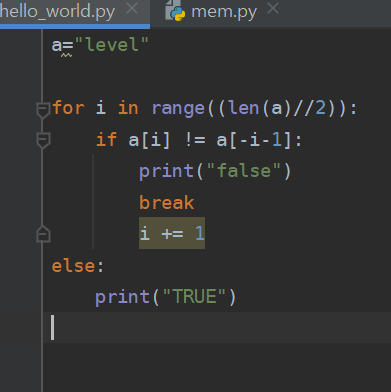 hello_world.py mem.py
a="level"
for i in range((len(a)//2)):
    if a[i] != a[-i-1]:
        print("false")
        break
        i += 1
else:
    print("TRUE")